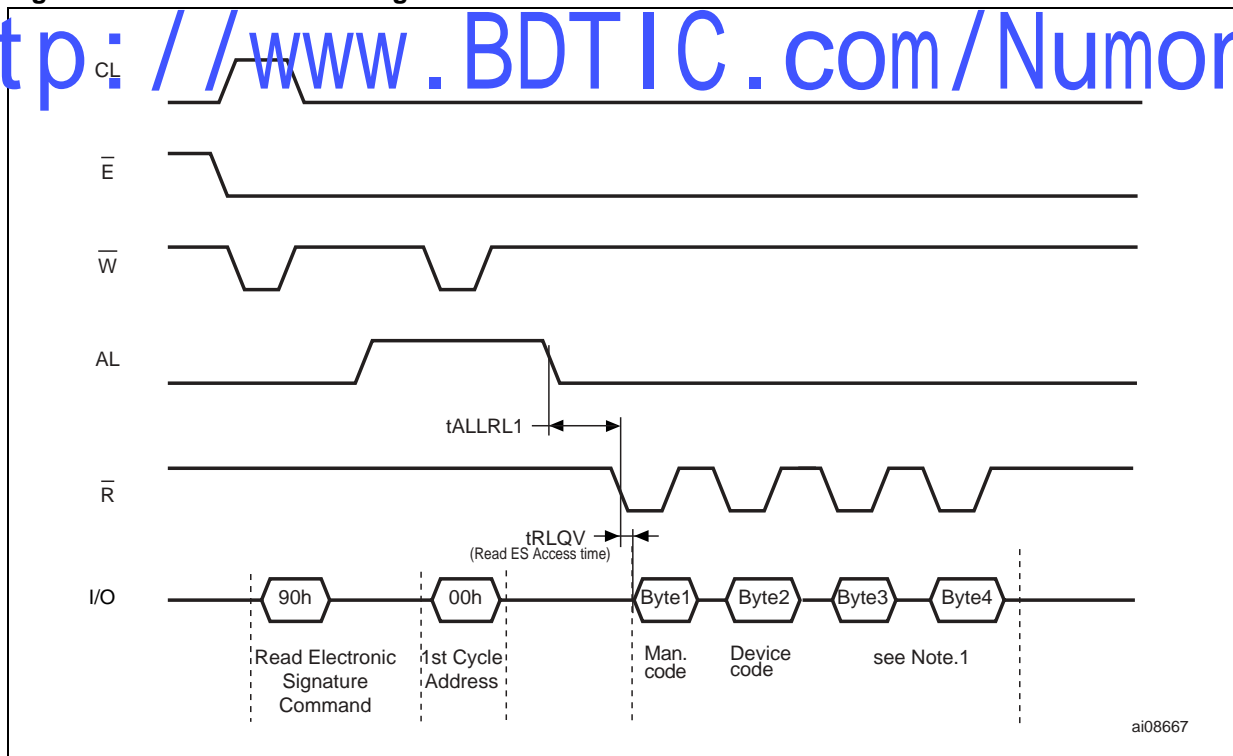 tp://www.BDTIC.com/Numon
CL
E
W
AL
tALLRL1
R
tRLQV
(Read ES Access time)
I/O
90h
00h
Byte1
Byte2
Byte3
Byte4
Read Electronic
Signature
Command
1st Cycle
Address
Man.
code
Device
code
see Note.1
ai08667